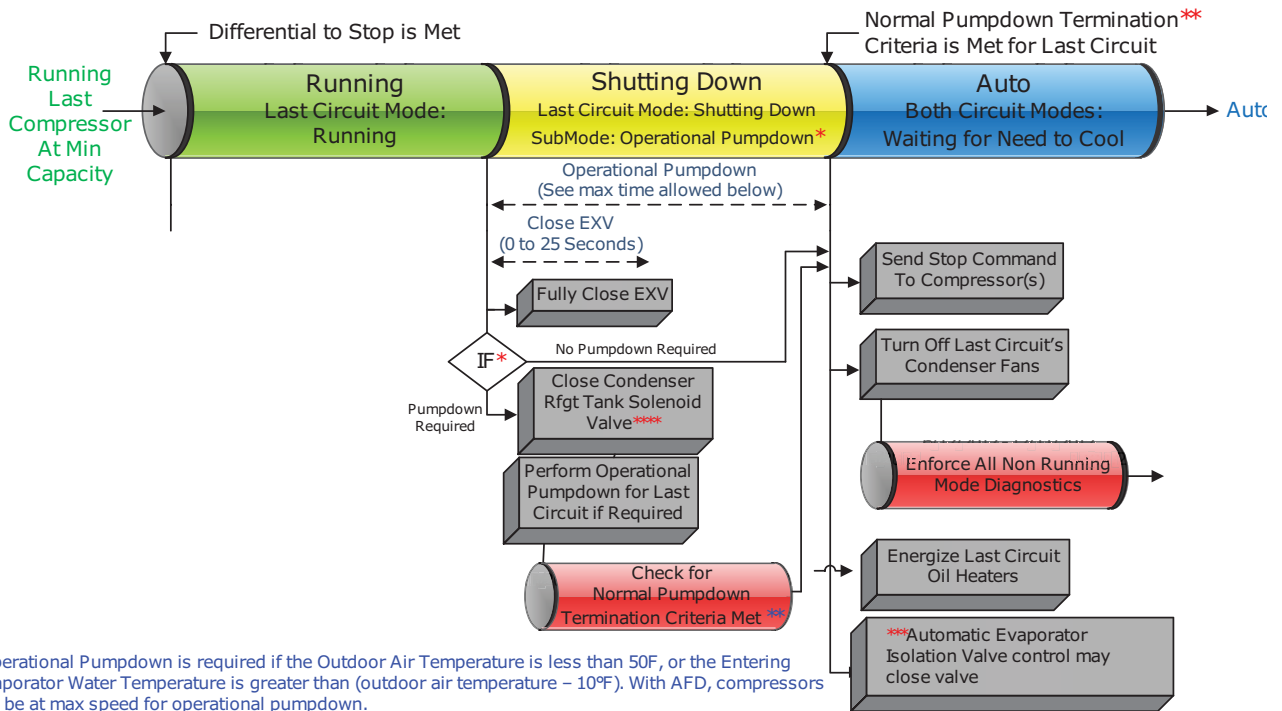 Differential to Stop is Met
Normal Pumpdown Termination**
Criteria is Met for Last Circuit
Running
Last
Compressor
At Min
Capacity
Running
Last Circuit Mode:
Running
Shutting Down
Last Circuit Mode: Shutting Down
SubMode: Operational Pumpdown*
Auto
Both Circuit Modes:
Waiting for Need to Cool
Auto
Operational Pumpdown
(See max time allowed below)
Close EXV
(0 to 25 Seconds)
Fully Close EXV
IF*
No Pumpdown Required
Pumpdown
Required
Close Condenser
Rfgt Tank Solenoid
Valve****
Perform Operational
Pumpdown for Last
Circuit if Required
Check for
Normal Pumpdown
Termination Criteria Met **
Send Stop Command
To Compressor(s)
Turn Off Last Circuit's
Condenser Fans
Enforce All Non Running
Mode Diagnostics
Energize Last Circuit
Oil Heaters
***Automatic Evaporator
Isolation Valve control may
close valve
perational Pumpdown is required if the Outdoor Air Temperature is less than 50F, or the Entering
aporator Water Temperature is greater than (outdoor air temperature – 10ºF). With AFD, compressors
be at max speed for operational pumpdown.